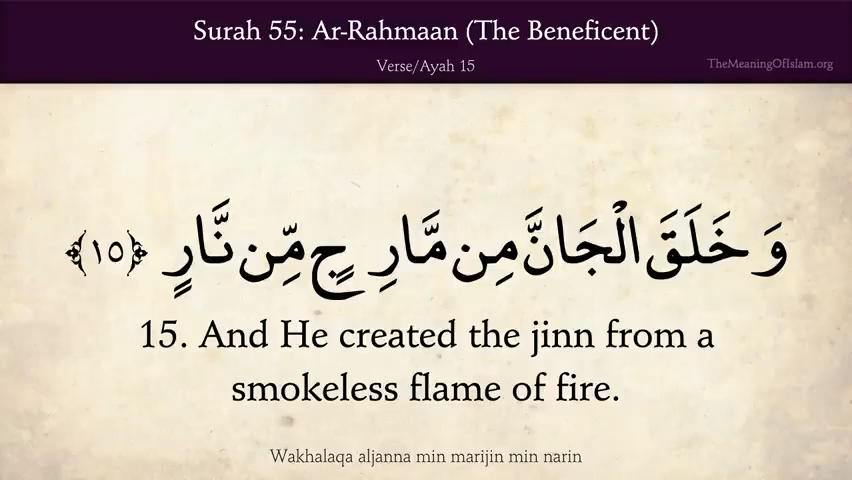 Surah 55: Ar-Rahmaan (The Beneficent)
Verse/Ayah 15
TheMeaningOfIslam.org
وَخَلَقَ الْجَانَّ مِن مَّارِجٍ مِّن نَّارٍ ﴿١٥﴾
15. And He created the jinn from a
smokeless flame of fire.
Wakhalaqa aljanna min marijin min narin